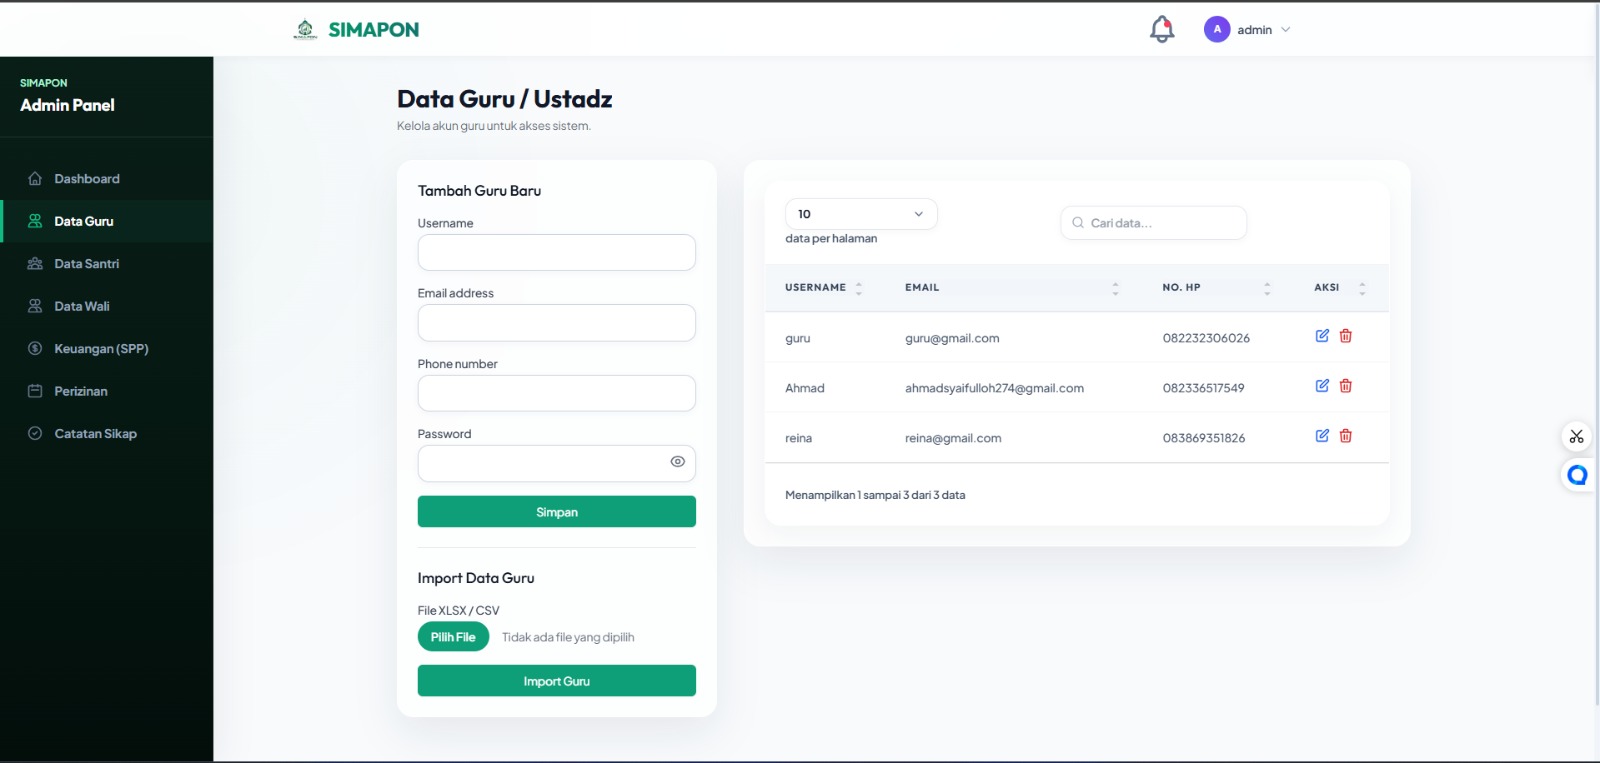 SIMAPON
A admin
SIMAPON
Admin Panel
Dashboard
Data Guru
Data Santri
Data Wali
Keuangan (SPP)
Perizinan
Catatan Sikap
Data Guru / Ustadz
Kelola akun guru untuk akses sistem.
Tambah Guru Baru
Username
Email address
Phone number
Password
Simpan
Import Data Guru
File XLSX / CSV
Pilih File Tidak ada file yang dipilih
Import Guru
10
data per halaman
Cari data...
USERNAME EMAIL NO. HP AKSI
guru guru@gmail.com 082232306026
Ahmad ahmadsyaifulloh274@gmail.com 082336517549
reina reina@gmail.com 083869351826
Menampilkan 1 sampai 3 dari 3 data